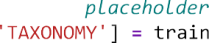 placeholder
'TAXONOMY'] = train